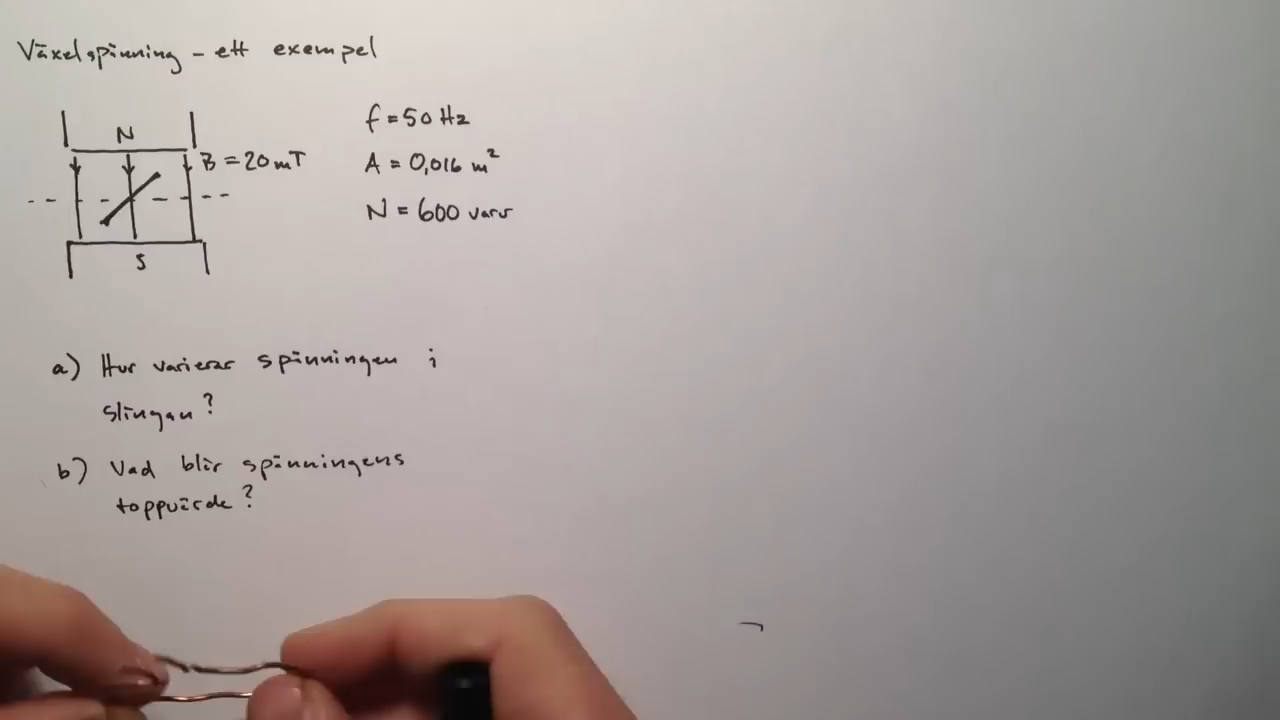 Växelspänning - ett exempel
N
B = 20 mT
S
f = 50 Hz
A = 0,016 m²
N = 600 varv
a) Hur varierar spänningen i
slingan?
b) Vad blir spänningens
toppvärde?